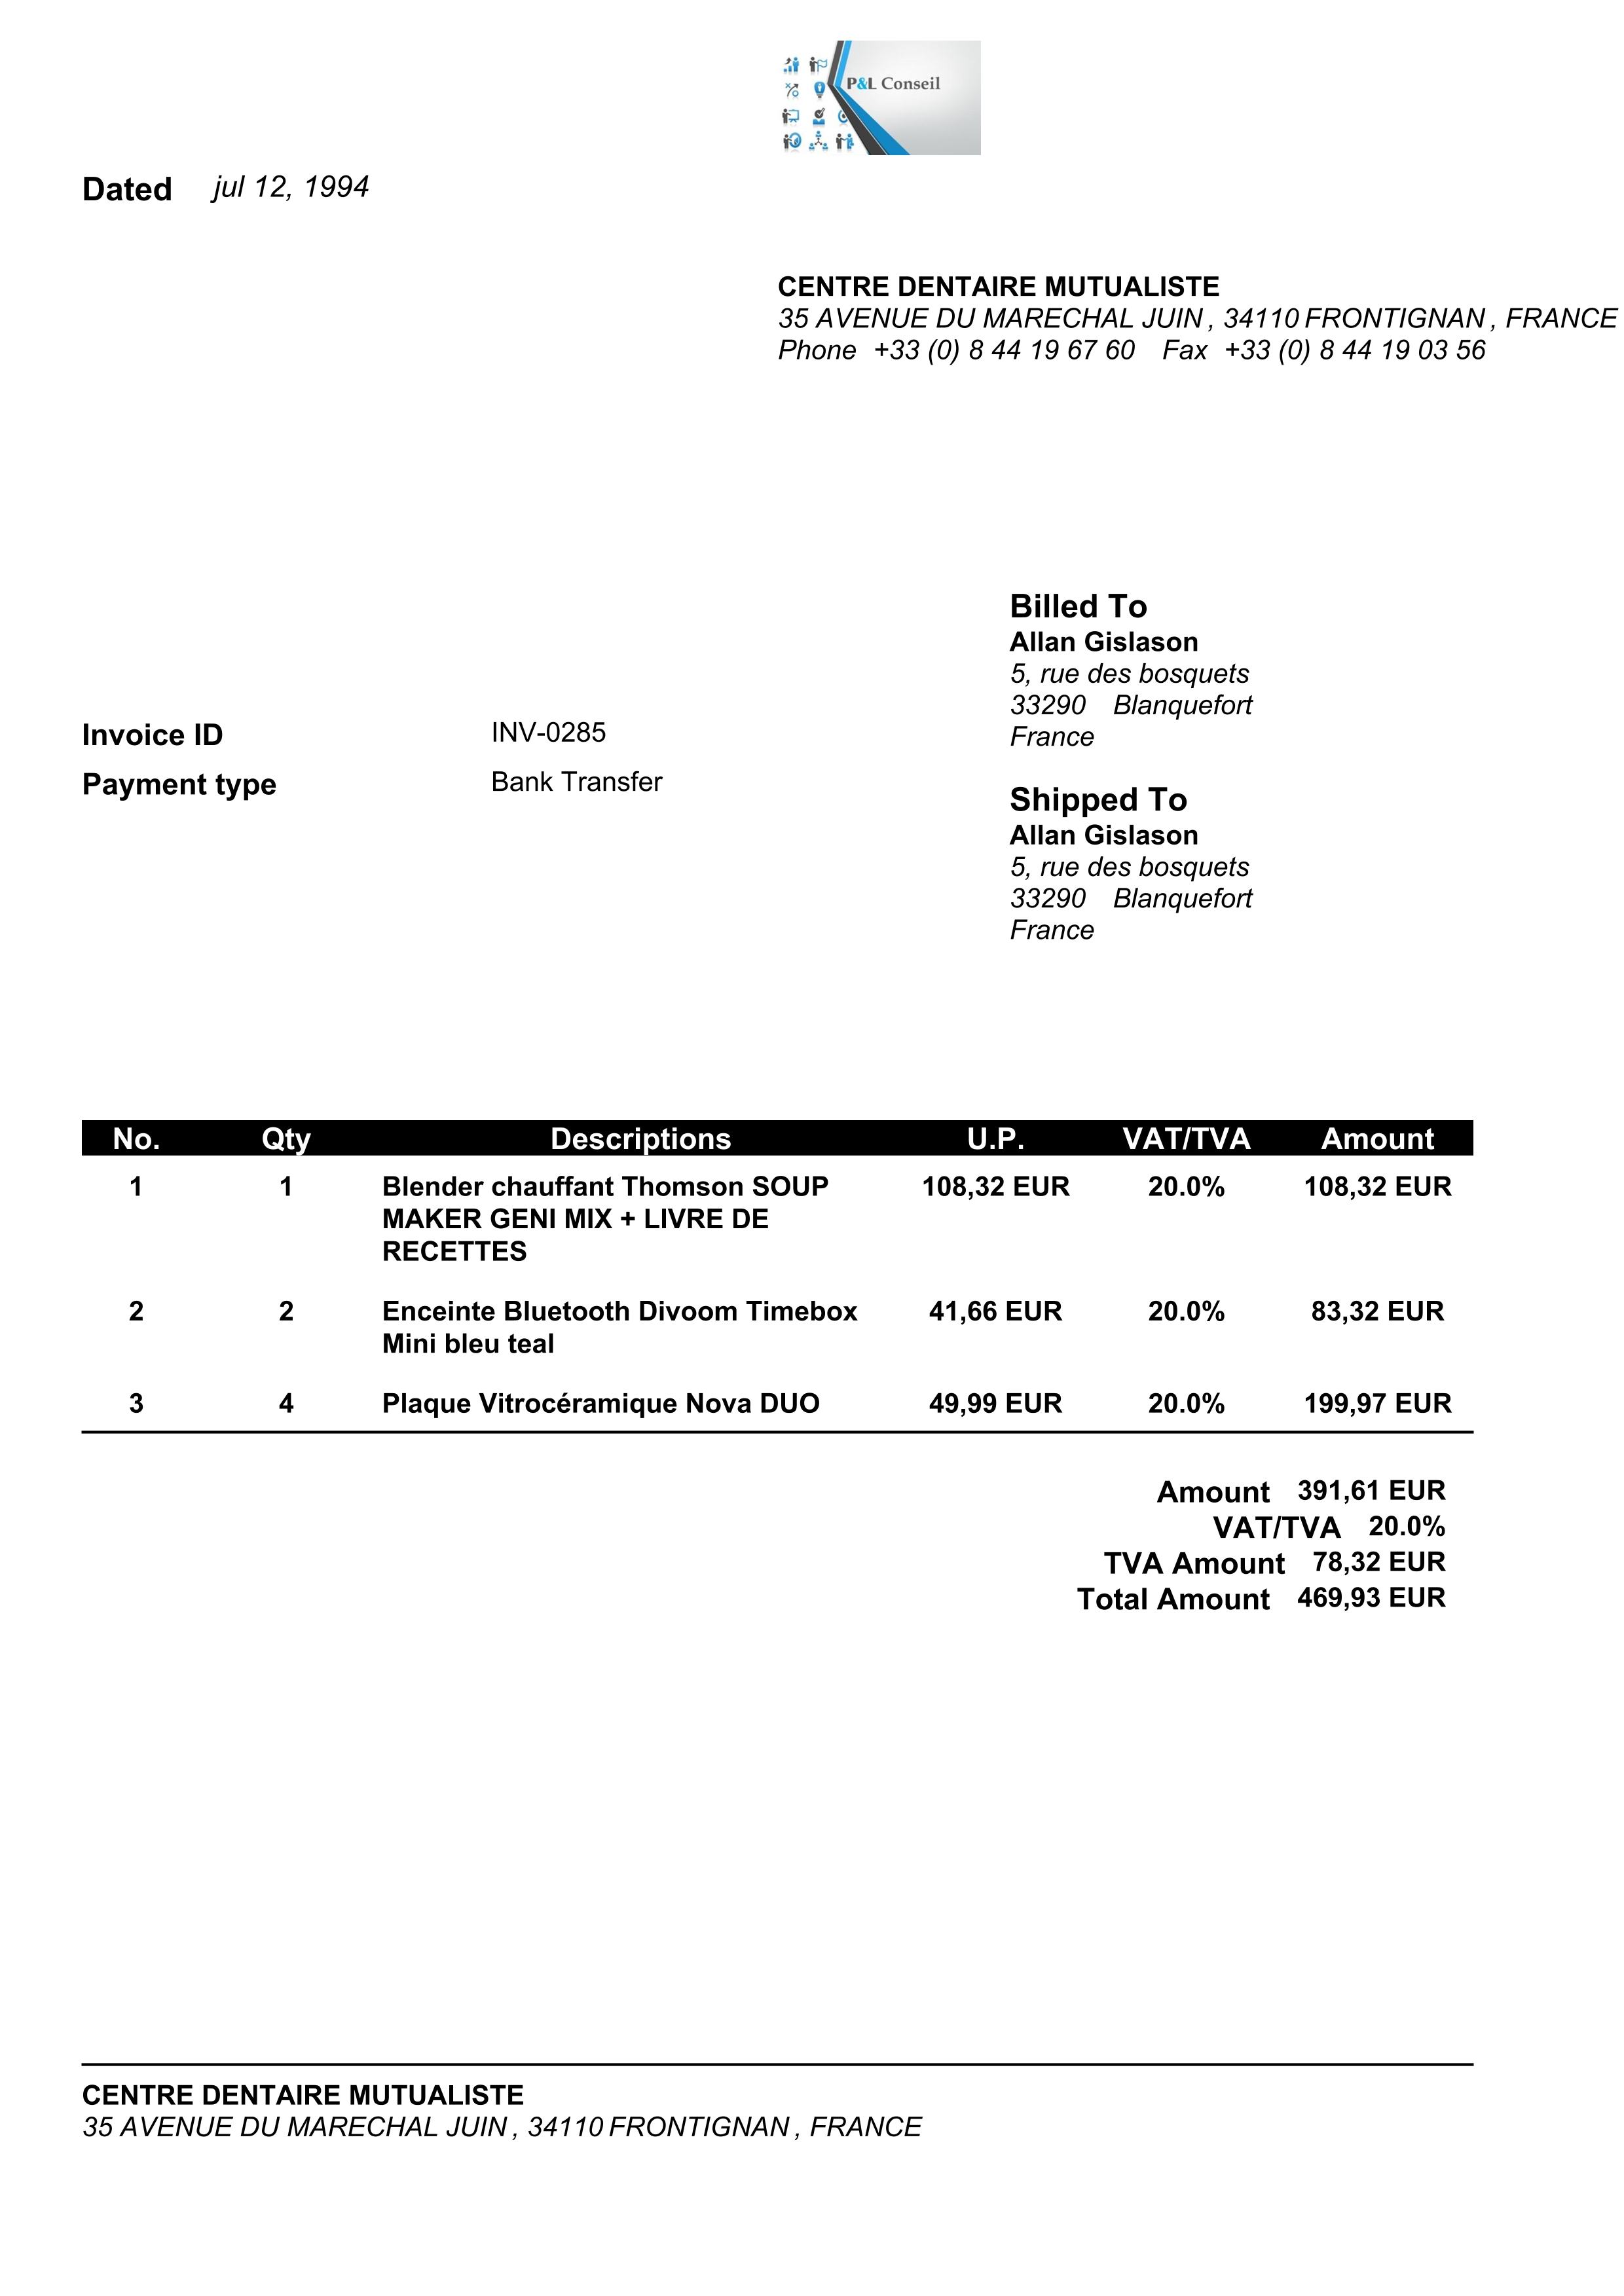 P&L Conseil
Dated jul 12, 1994
CENTRE DENTAIRE MUTUALISTE
35 AVENUE DU MARECHAL JUIN , 34110 FRONTIGNAN , FRANCE
Phone +33 (0) 8 44 19 67 60 Fax +33 (0) 8 44 19 03 56
Billed To
Allan Gislason
5, rue des bosquets
33290 Blanquefort
France
Invoice ID INV-0285
Payment type Bank Transfer
Shipped To
Allan Gislason
5, rue des bosquets
33290 Blanquefort
France
No. Qty Descriptions U.P. VAT/TVA Amount
1 1 Blender chauffant Thomson SOUP 108,32 EUR 20.0% 108,32 EUR
MAKER GENI MIX + LIVRE DE
RECETTES
2 2 Enceinte Bluetooth Divoom Timebox 41,66 EUR 20.0% 83,32 EUR
Mini bleu teal
3 4 Plaque Vitrocéramique Nova DUO 49,99 EUR 20.0% 199,97 EUR
Amount 391,61 EUR
VAT/TVA 20.0%
TVA Amount 78,32 EUR
Total Amount 469,93 EUR
CENTRE DENTAIRE MUTUALISTE
35 AVENUE DU MARECHAL JUIN , 34110 FRONTIGNAN , FRANCE